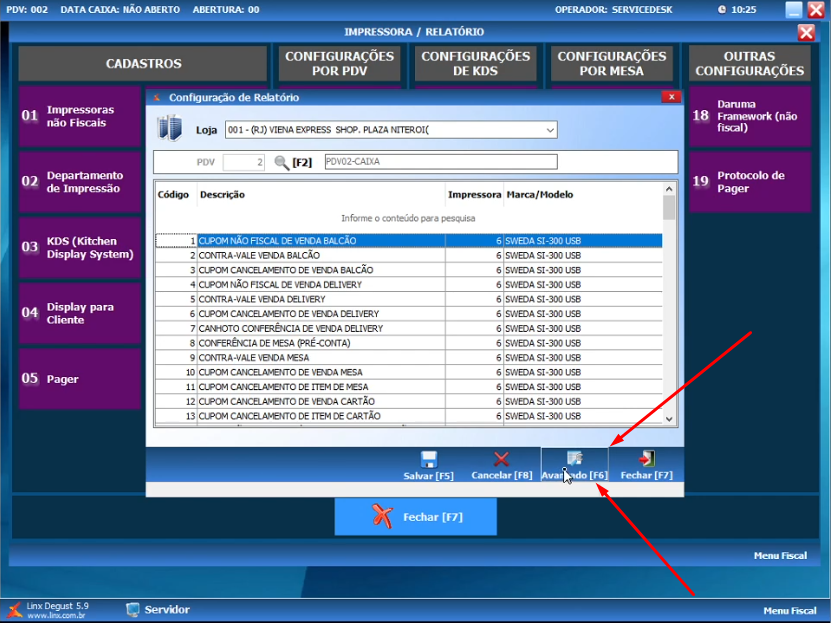 PDV: 002 DATA CAIXA: NÃO ABERTO ABERTURA: 00 OPERADOR: SERVICEDESK 10:25
IMPRESSORA / RELATÓRIO
CADASTROS
CONFIGURAÇÕES
POR PDV
CONFIGURAÇÕES
DE KDS
CONFIGURAÇÕES
POR MESA
OUTRAS
CONFIGURAÇÕES
01 Impressoras
não Fiscais
02 Departamento
de Impressão
03 KDS (Kitchen
Display System)
04 Display para
Cliente
05 Pager
18 Daruma
Framework (não
fiscal)
19 Protocolo de
Pager
Configuração de Relatório
Loja 001 - (RJ) VIENA EXPRESS SHOP. PLAZA NITEROI(
PDV 2 [F2] PDV02-CAIXA
Código Descrição Impressora Marca/Modelo
Informe o conteúdo para pesquisa
1 CUPOM NÃO FISCAL DE VENDA BALCÃO 6 SWEDA SI-300 USB
2 CONTRA-VALE VENDA BALCÃO 6 SWEDA SI-300 USB
3 CUPOM CANCELAMENTO DE VENDA BALCÃO 6 SWEDA SI-300 USB
4 CUPOM NÃO FISCAL DE VENDA DELIVERY 6 SWEDA SI-300 USB
5 CONTRA-VALE VENDA DELIVERY 6 SWEDA SI-300 USB
6 CUPOM CANCELAMENTO DE VENDA DELIVERY 6 SWEDA SI-300 USB
7 CANHOTO CONFERÊNCIA DE VENDA DELIVERY 6 SWEDA SI-300 USB
8 CONFERÊNCIA DE MESA (PRÉ-CONTA) 6 SWEDA SI-300 USB
9 CONTRA-VALE VENDA MESA 6 SWEDA SI-300 USB
10 CUPOM CANCELAMENTO DE VENDA MESA 6 SWEDA SI-300 USB
11 CUPOM CANCELAMENTO DE ITEM DE MESA 6 SWEDA SI-300 USB
12 CUPOM CANCELAMENTO DE VENDA CARTÃO 6 SWEDA SI-300 USB
13 CUPOM CANCELAMENTO DE ITEM DE CARTÃO 6 SWEDA SI-300 USB
Salvar [F5] Cancelar [F8] [F6] Fechar [F7]
Fechar [F7]
Menu Fiscal
Linx Degust 5.9
www.linx.com.br
Servidor
Menu Fiscal